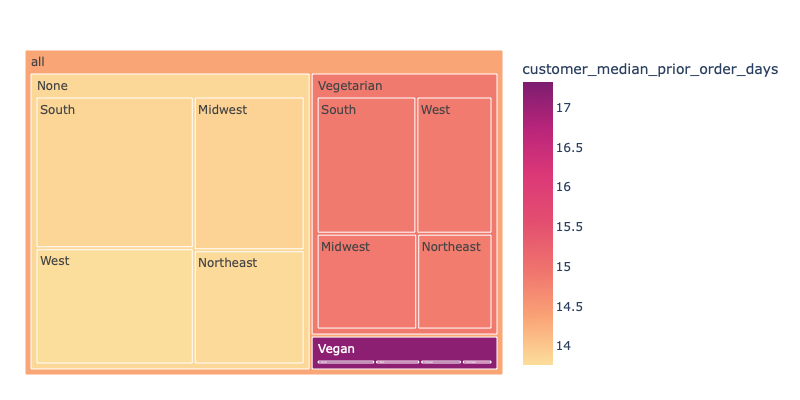 all
None
South
Midwest
West
Northeast
Vegetarian
South
West
Midwest
Northeast
Vegan
customer_median_prior_order_days
17
16.5
16
15.5
15
14.5
14